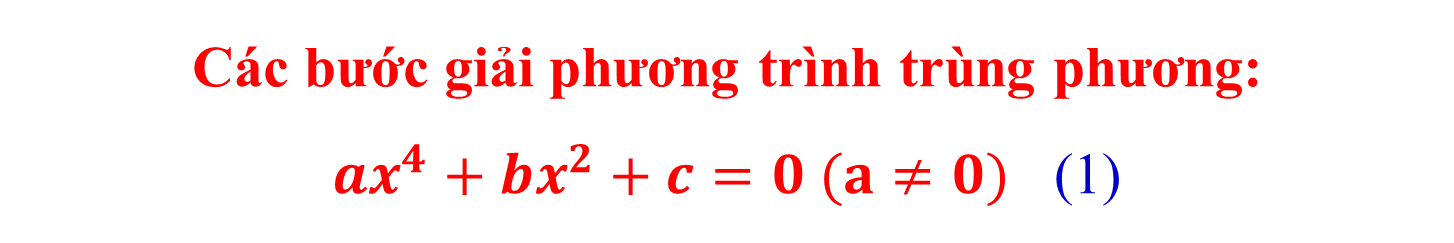 Các bước giải phương trình trùng phương:
ax⁴ + bx² + c = 0 (a ≠ 0) (1)